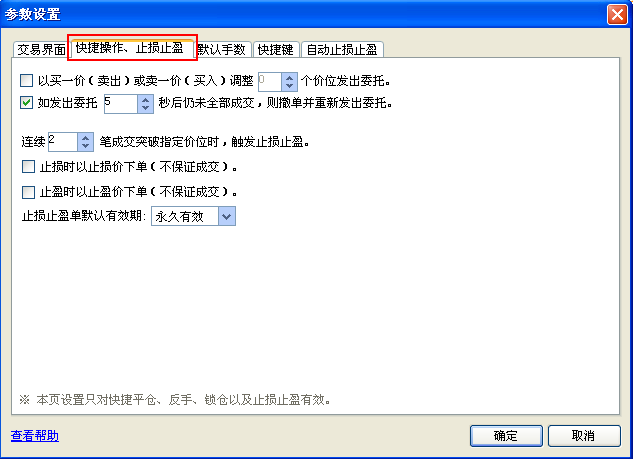 参数设置
交易界面 快捷操作、止损止盈 默认手数 快捷键 自动止损止盈
以买一价(卖出)或卖一价(买入)调整 0 个价位发出委托。
如发出委托 5 秒后仍未全部成交，则撤单并重新发出委托。
连续 2 笔成交突破指定价位时，触发止损止盈。
止损时以止损价下单(不保证成交)。
止盈时以止盈价下单(不保证成交)。
止损止盈单默认有效期: 永久有效
※ 本页设置只对快捷平仓、反手、锁仓以及止损止盈有效。
查看帮助 确定 取消